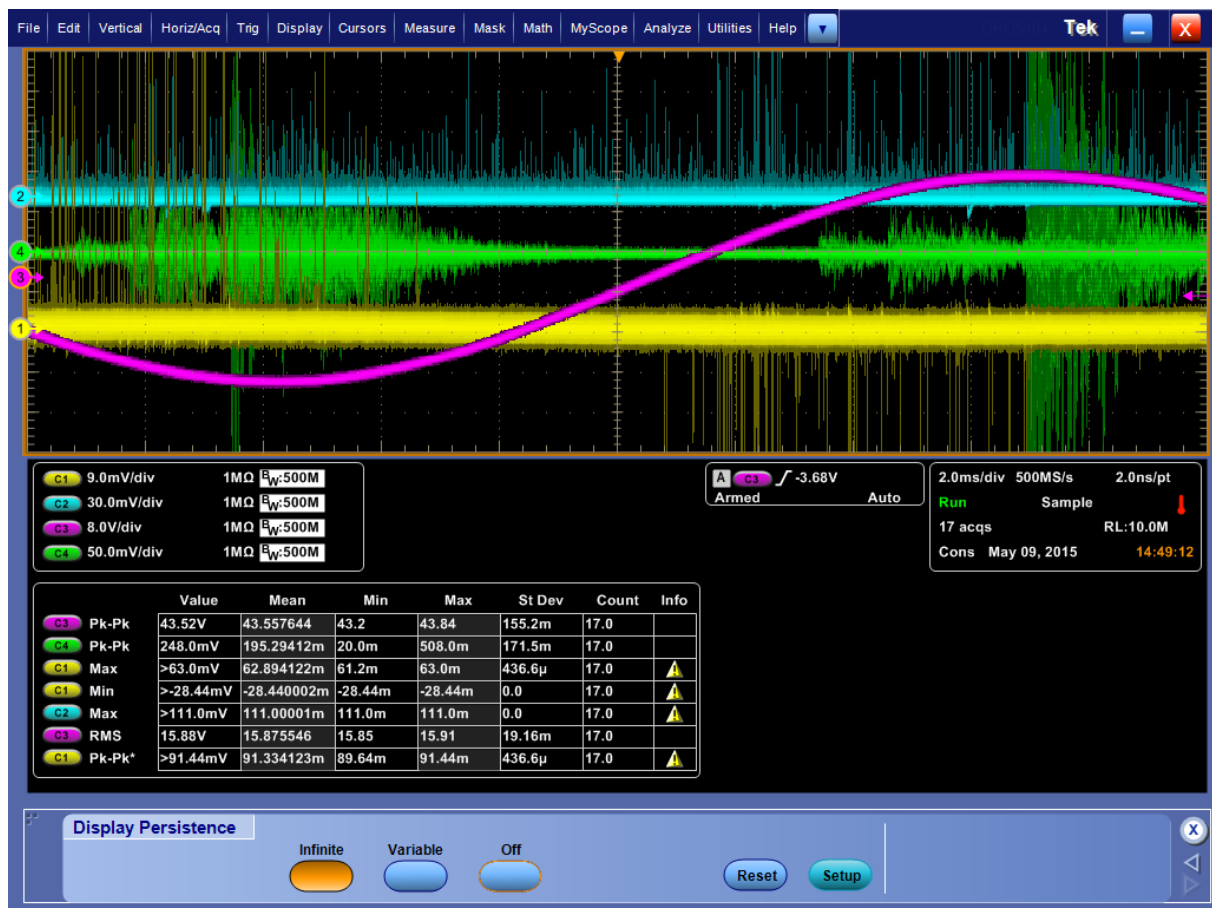 File Edit Vertical Horiz/Acq Trig Display Cursors Measure Mask Math MyScope Analyze Utilities Help Tek X
2
4
3
1
C1 9.0mV/div 1MΩ BW:500M
C2 30.0mV/div 1MΩ BW:500M
C3 8.0V/div 1MΩ BW:500M
C4 50.0mV/div 1MΩ BW:500M
A C3 -3.68V
Armed Auto
2.0ms/div 500MS/s 2.0ns/pt
Run Sample
17 acqs RL:10.0M
Cons May 09, 2015 14:49:12
Value Mean Min Max St Dev Count Info
C3 Pk-Pk 43.52V 43.557644 43.2 43.84 155.2m 17.0
C4 Pk-Pk 248.0mV 195.29412m 20.0m 508.0m 171.5m 17.0
C1 Max >63.0mV 62.894122m 61.2m 63.0m 436.6µ 17.0
C1 Min >-28.44mV -28.440002m -28.44m -28.44m 0.0 17.0
C2 Max >111.0mV 111.00001m 111.0m 111.0m 0.0 17.0
C3 RMS 15.88V 15.875546 15.85 15.91 19.16m 17.0
C1 Pk-Pk* >91.44mV 91.334123m 89.64m 91.44m 436.6µ 17.0
Display Persistence
X
Infinite Variable Off
Reset Setup